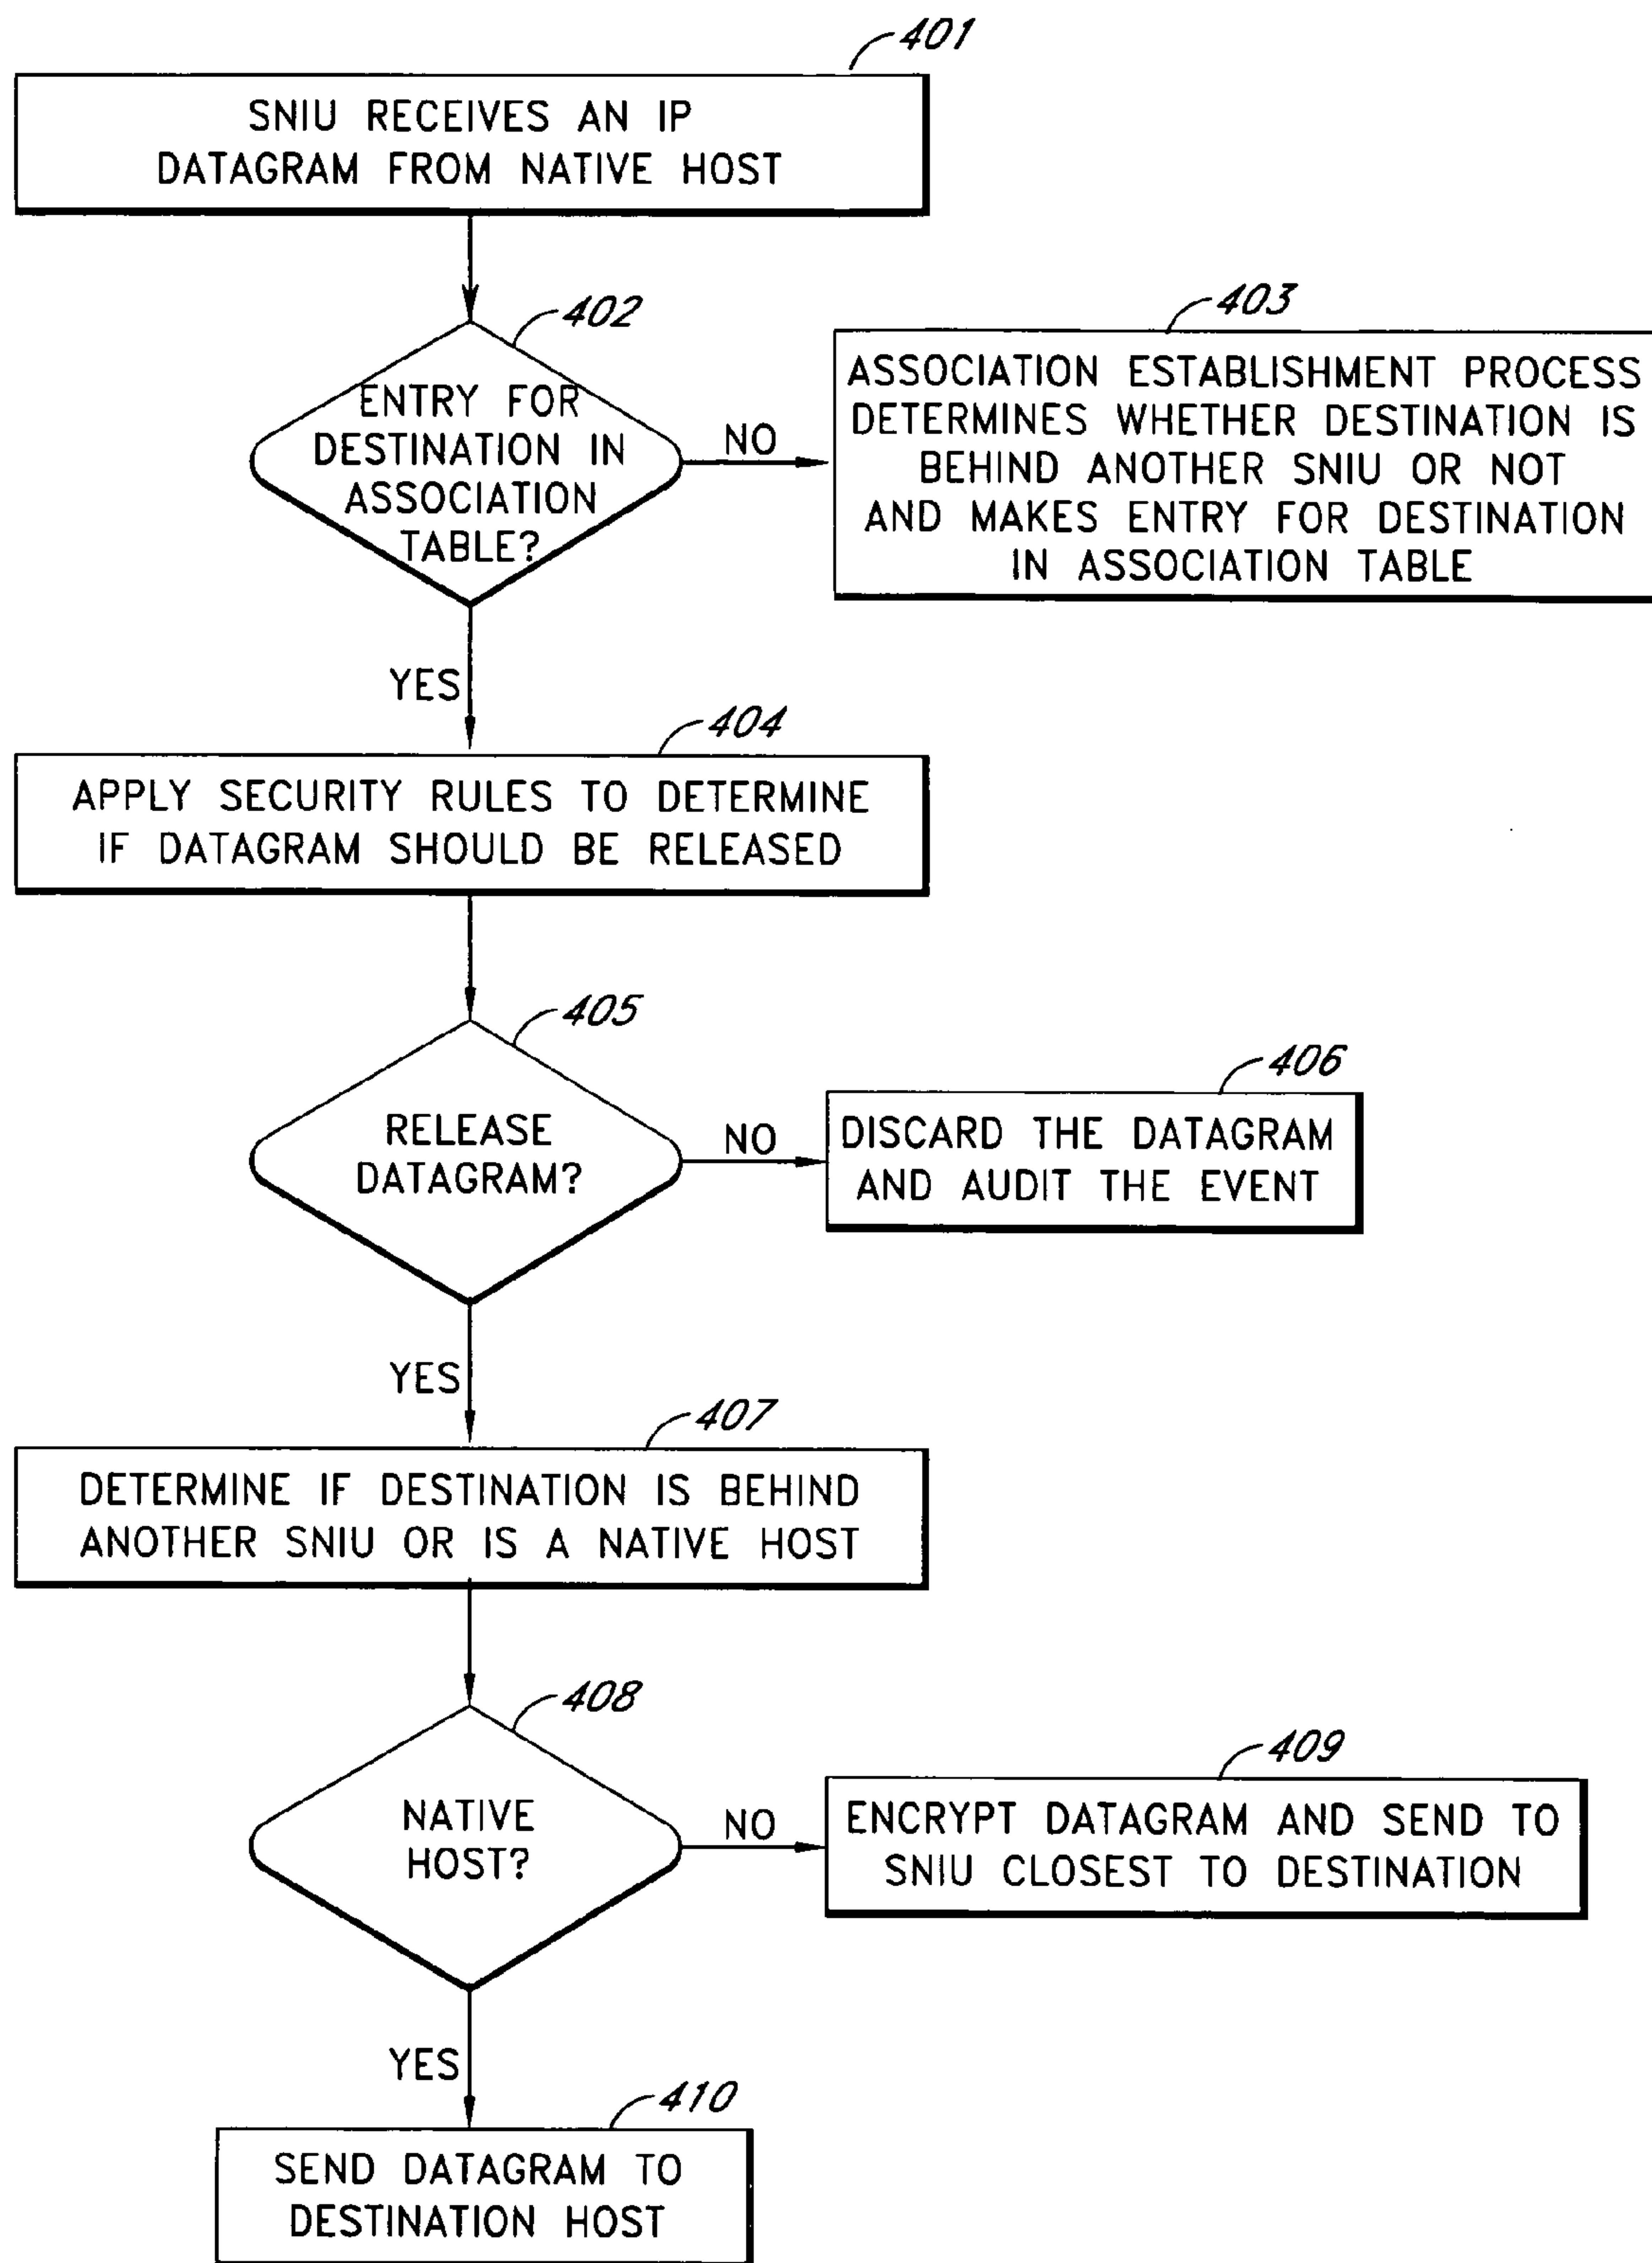 401
SNIU RECEIVES AN IP
DATAGRAM FROM NATIVE HOST
402
ENTRY FOR
DESTINATION IN
ASSOCIATION
TABLE?
NO
403
ASSOCIATION ESTABLISHMENT PROCESS
DETERMINES WHETHER DESTINATION IS
BEHIND ANOTHER SNIU OR NOT
AND MAKES ENTRY FOR DESTINATION
IN ASSOCIATION TABLE
YES
404
APPLY SECURITY RULES TO DETERMINE
IF DATAGRAM SHOULD BE RELEASED
405
RELEASE
DATAGRAM?
NO
406
DISCARD THE DATAGRAM
AND AUDIT THE EVENT
YES
407
DETERMINE IF DESTINATION IS BEHIND
ANOTHER SNIU OR IS A NATIVE HOST
408
NATIVE
HOST?
NO
409
ENCRYPT DATAGRAM AND SEND TO
SNIU CLOSEST TO DESTINATION
YES
410
SEND DATAGRAM TO
DESTINATION HOST